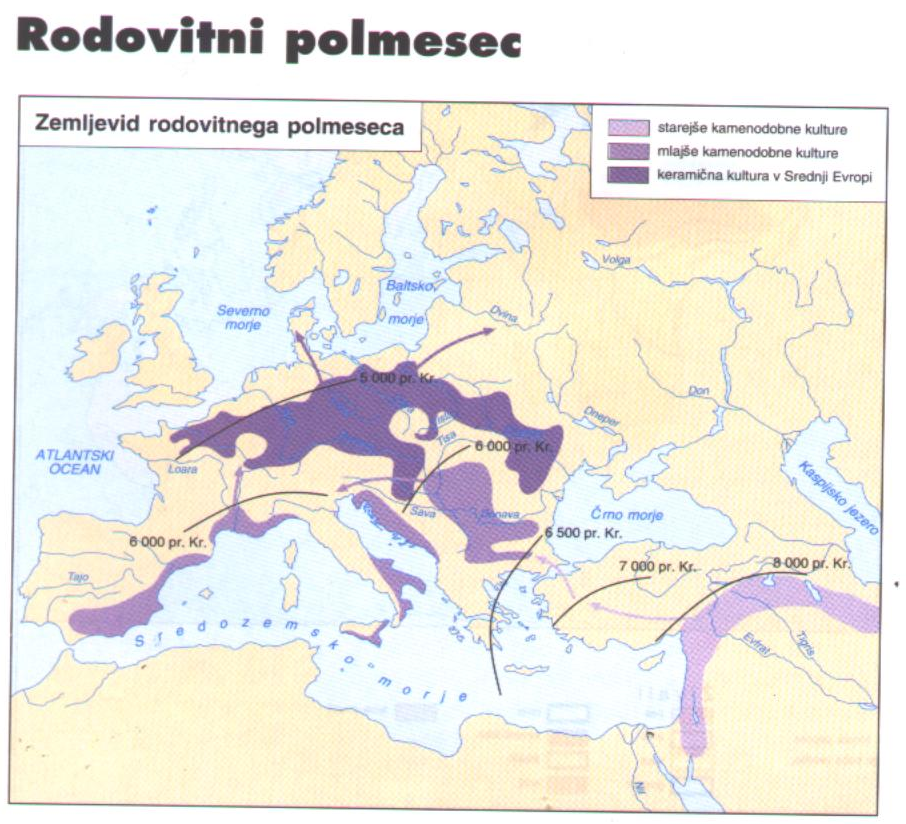 Rodovitni polmesec
Zemljevid rodovitnega polmeseca
starejše kamenodobne kulture
mlajše kamenodobne kulture
keramična kultura v Srednji Evropi
Volga
Baltsko
morje
Severno
morje
Dvina
5 000 pr. Kr.
Don
Dneper
Tisa
6 000 pr. Kr.
ATLANTSKI
OCEAN
Loara
Kaspijsko jezero
Sava
Donava
Črno morje
6 500 pr. Kr.
6 000 pr. Kr.
7 000 pr. Kr.
8 000 pr. Kr.
Tajo
Sredozemsko morje
Evfrat
Tigris
Nil